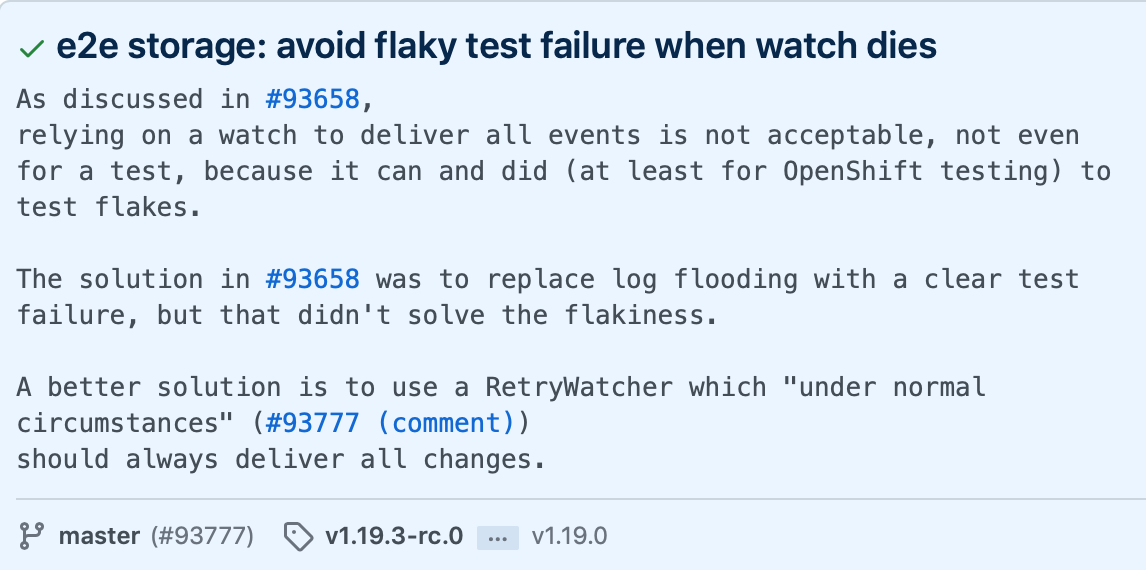 e2e storage: avoid flaky test failure when watch dies
As discussed in #93658,
relying on a watch to deliver all events is not acceptable, not even
for a test, because it can and did (at least for OpenShift testing) to
test flakes.
The solution in #93658 was to replace log flooding with a clear test
failure, but that didn't solve the flakiness.
A better solution is to use a RetryWatcher which "under normal
circumstances" (#93777 (comment))
should always deliver all changes.
master (#93777) v1.19.3-rc.0 ... v1.19.0